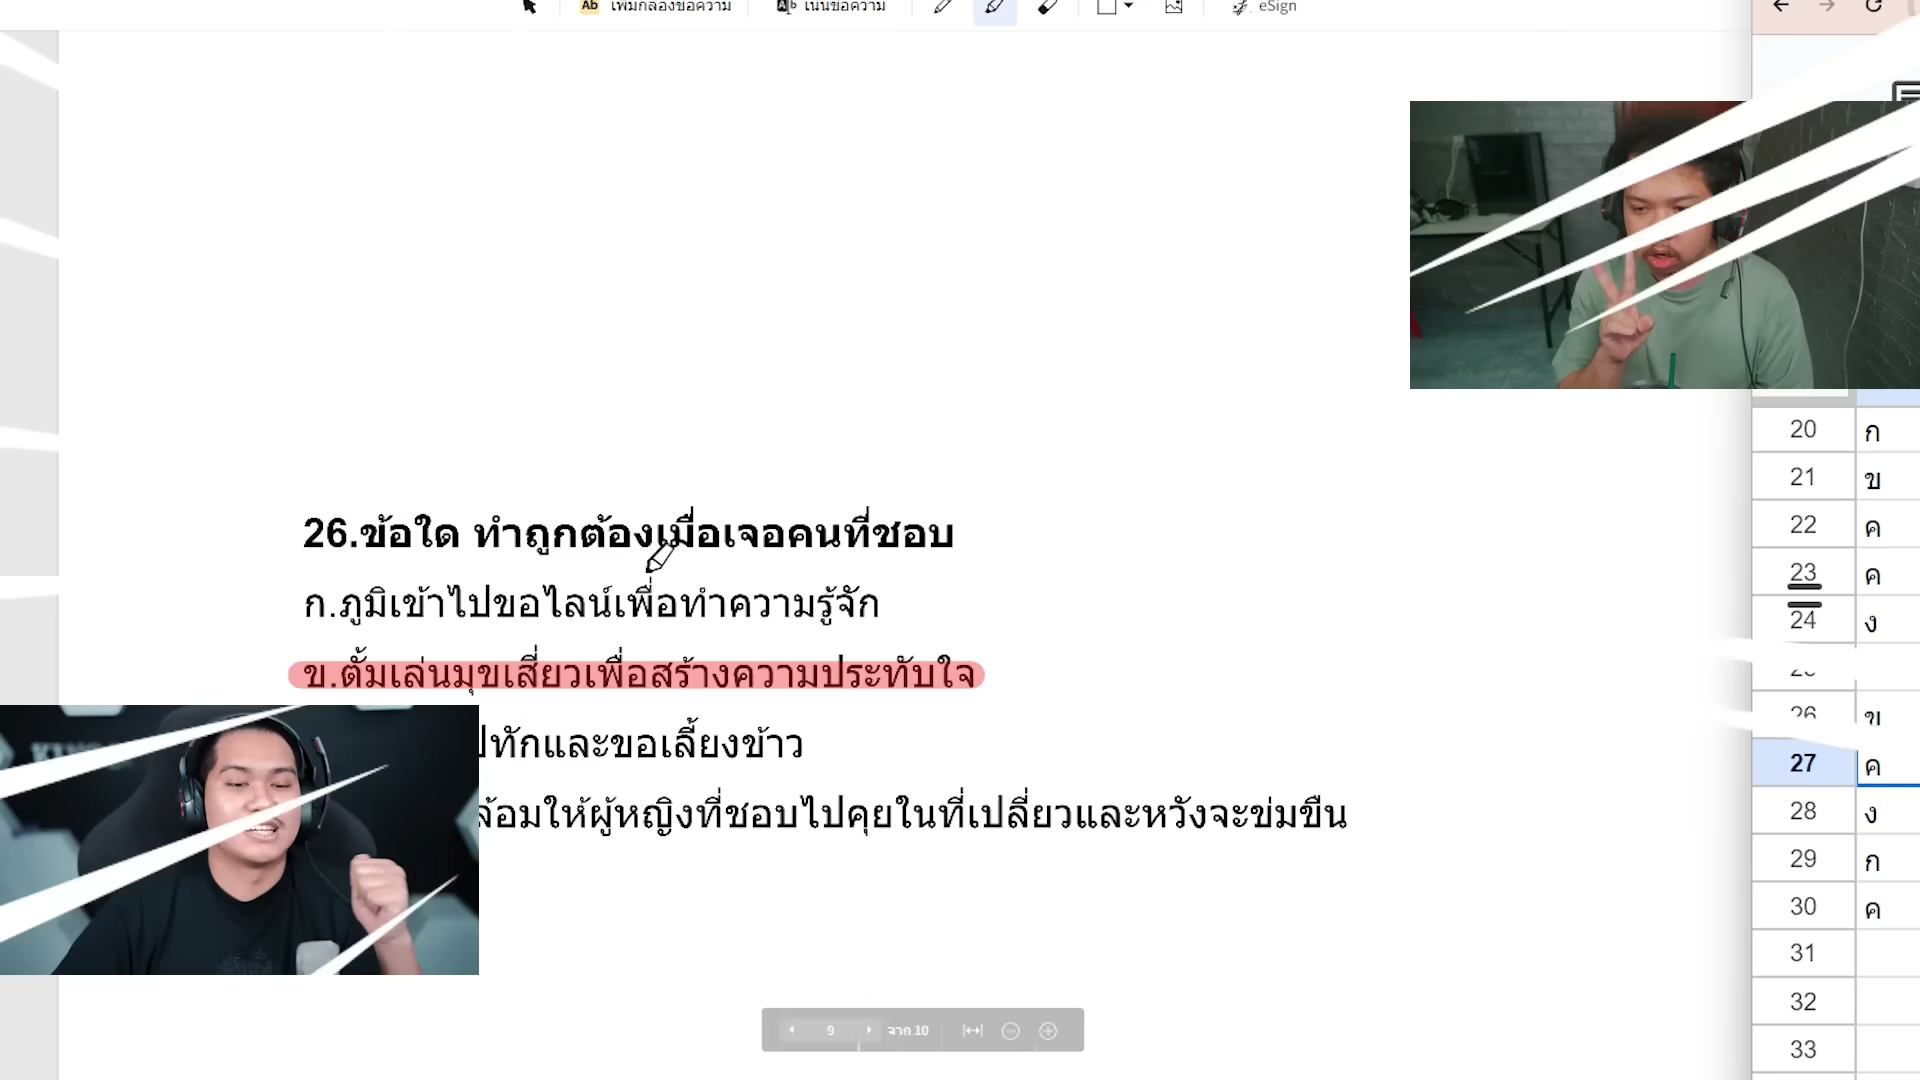 Ab เพิ่มกล่องข้อความ
เน้นข้อความ
eSign
26.ข้อใด ทำถูกต้องเมื่อเจอคนที่ชอบ
ก.ภูมิเข้าไปขอไลน์เพื่อทำความรู้จัก
ข.ตั้มเล่นมุขเสี่ยวเพื่อสร้างความประทับใจ
ทักและขอเลี้ยงข้าว
ล้อมให้ผู้หญิงที่ชอบไปคุยในที่เปลี่ยวและหวังจะข่มขืน
9 จาก 10
20 ก
21 ข
22 ค
23 ค
24 ง
26 ข
27 ค
28 ง
29 ก
30 ค
31
32
33